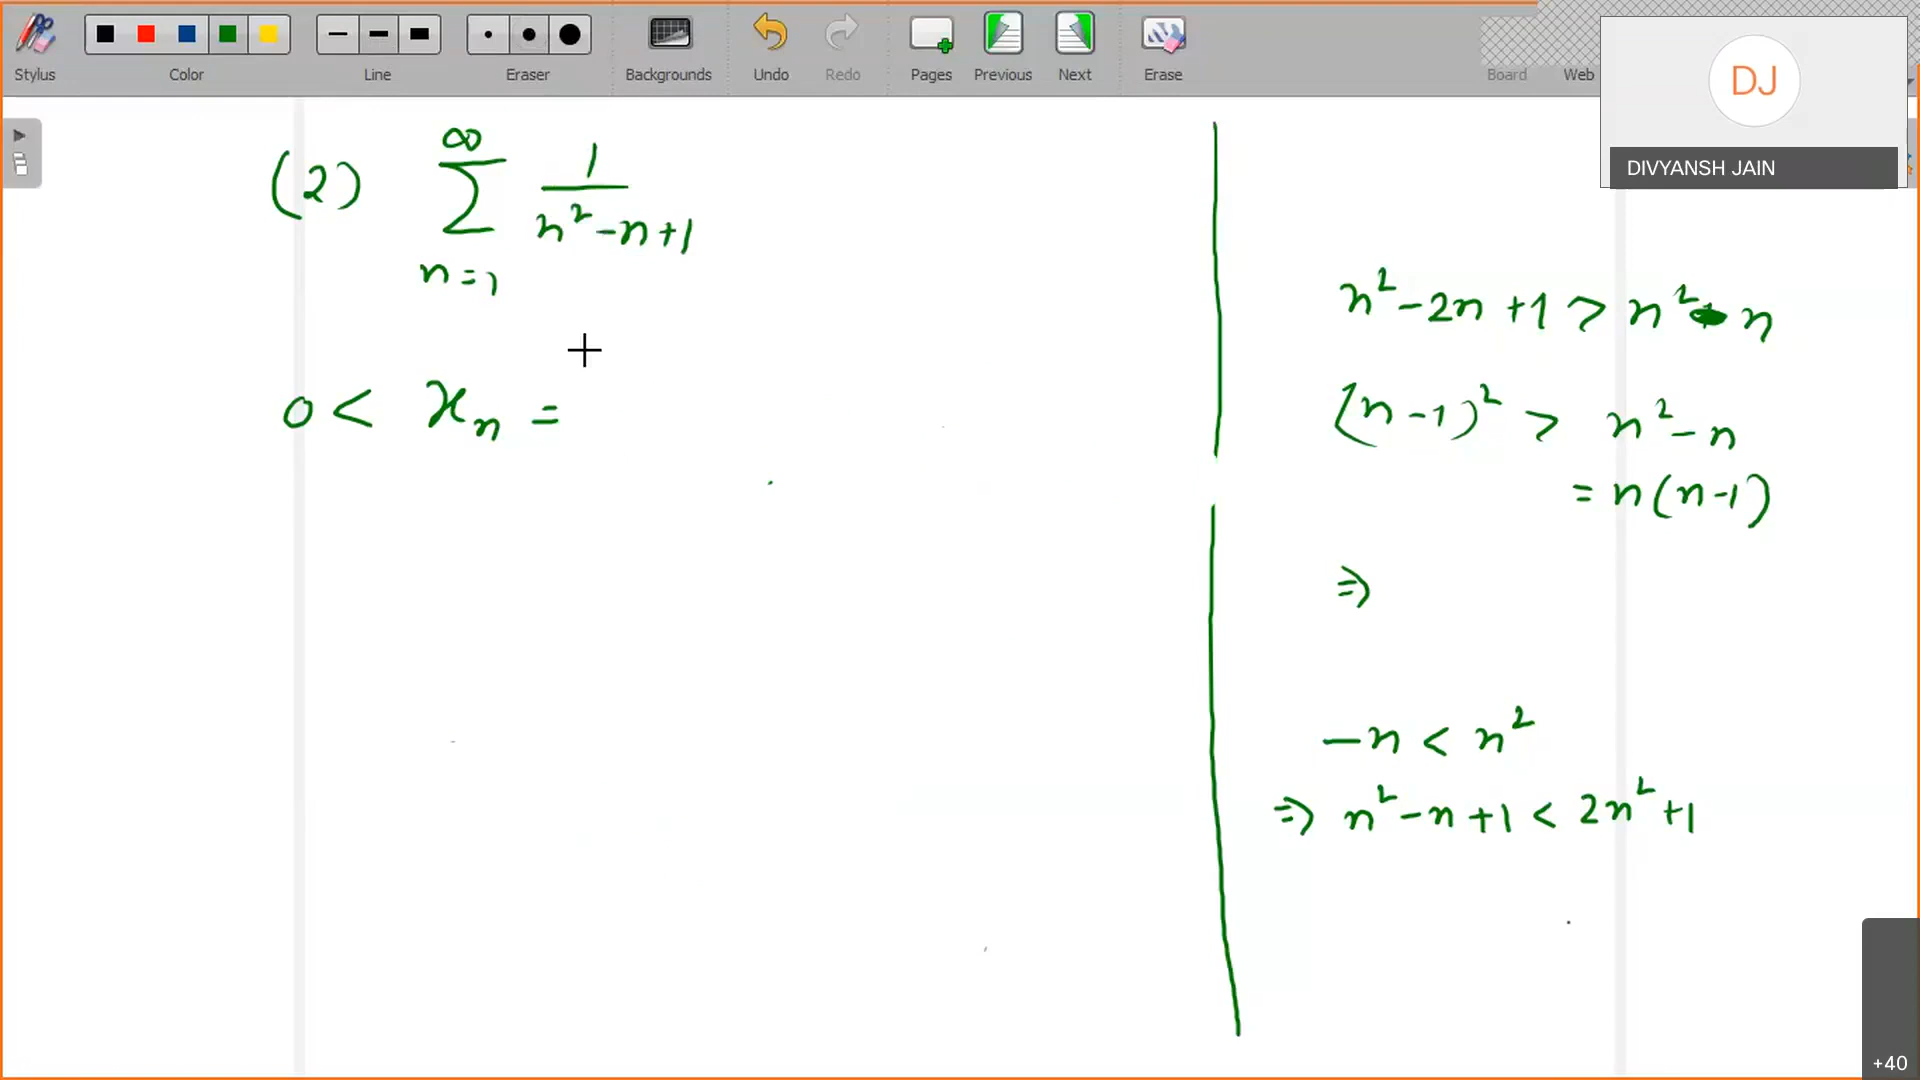 Stylus Color Line Eraser Backgrounds Undo Redo Pages Previous Next Erase Board Web
DJ
DIVYANSH JAIN
(2) ∞ ∑ n=1 1/(n² - n + 1)
0 < xₙ =
n² - 2n + 1 > n² - n
(n - 1)² > n² - n
= n(n - 1)
⇒
-n < n²
⇒ n² - n + 1 < 2n² + 1
+40